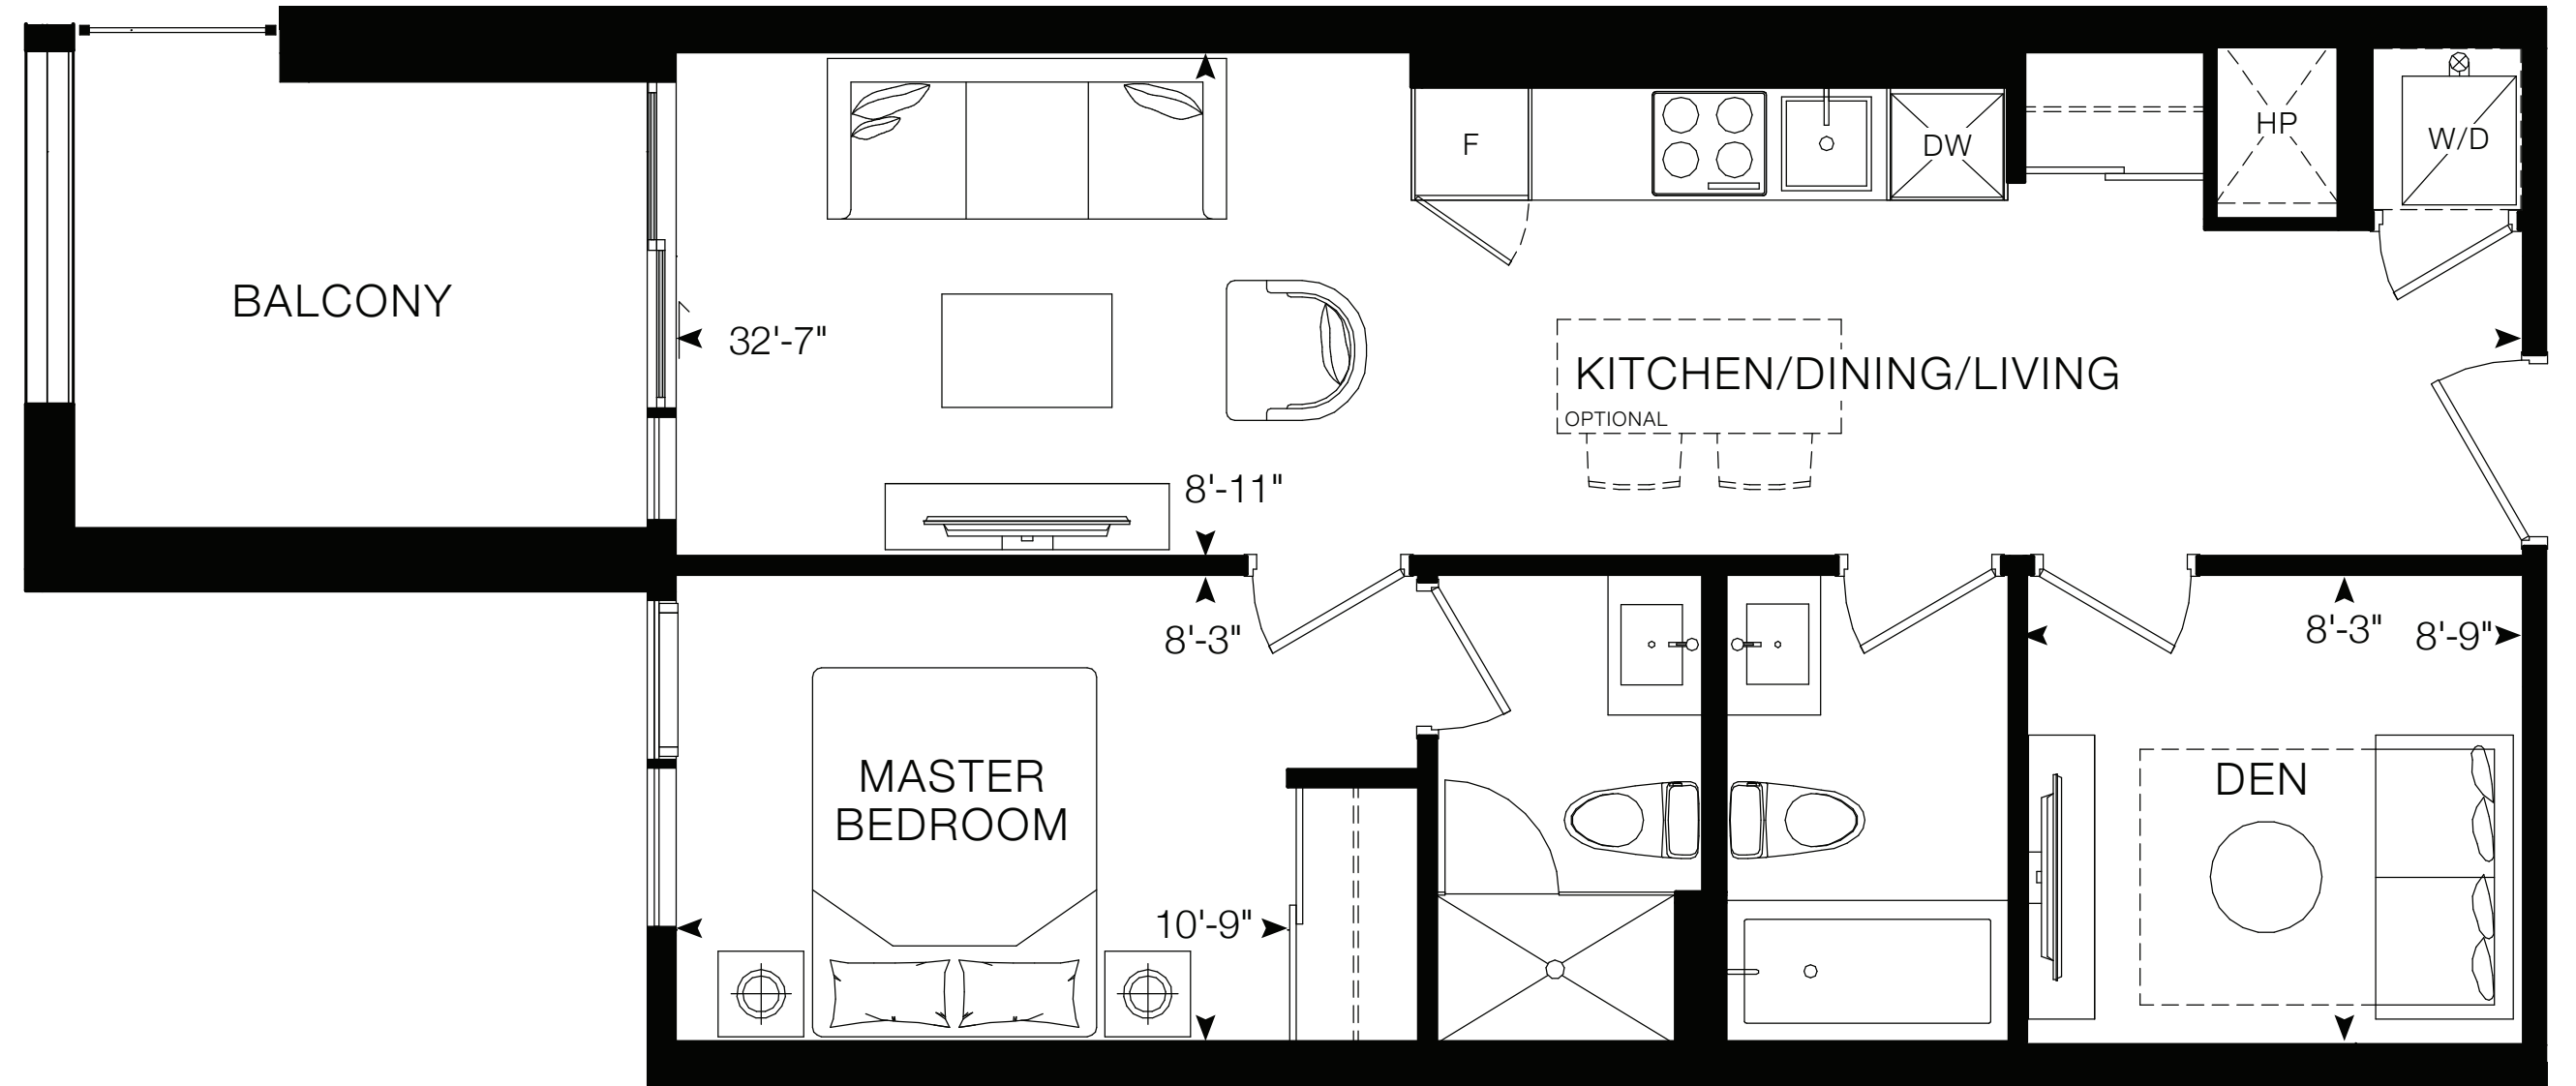 F
DW
HP
W/D
BALCONY
32'-7"
KITCHEN/DINING/LIVING
OPTIONAL
8'-11"
8'-3"
8'-3"
8'-9"
MASTER
BEDROOM
DEN
10'-9"